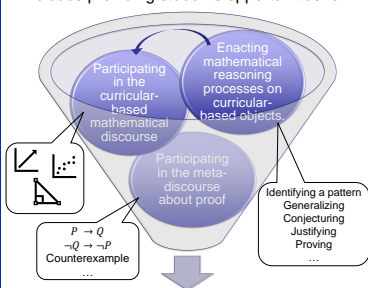 Enacting
mathematical
reasoning
processes on
curricular-
based objects.
Participating
in the
curricular-
based
mathematical
discourse
Participating
in the meta-
discourse
about proof
Identifying a pattern
Generalizing
Conjecturing
Justifying
Proving
...
P → Q
¬Q → ¬P
Counterexample
...